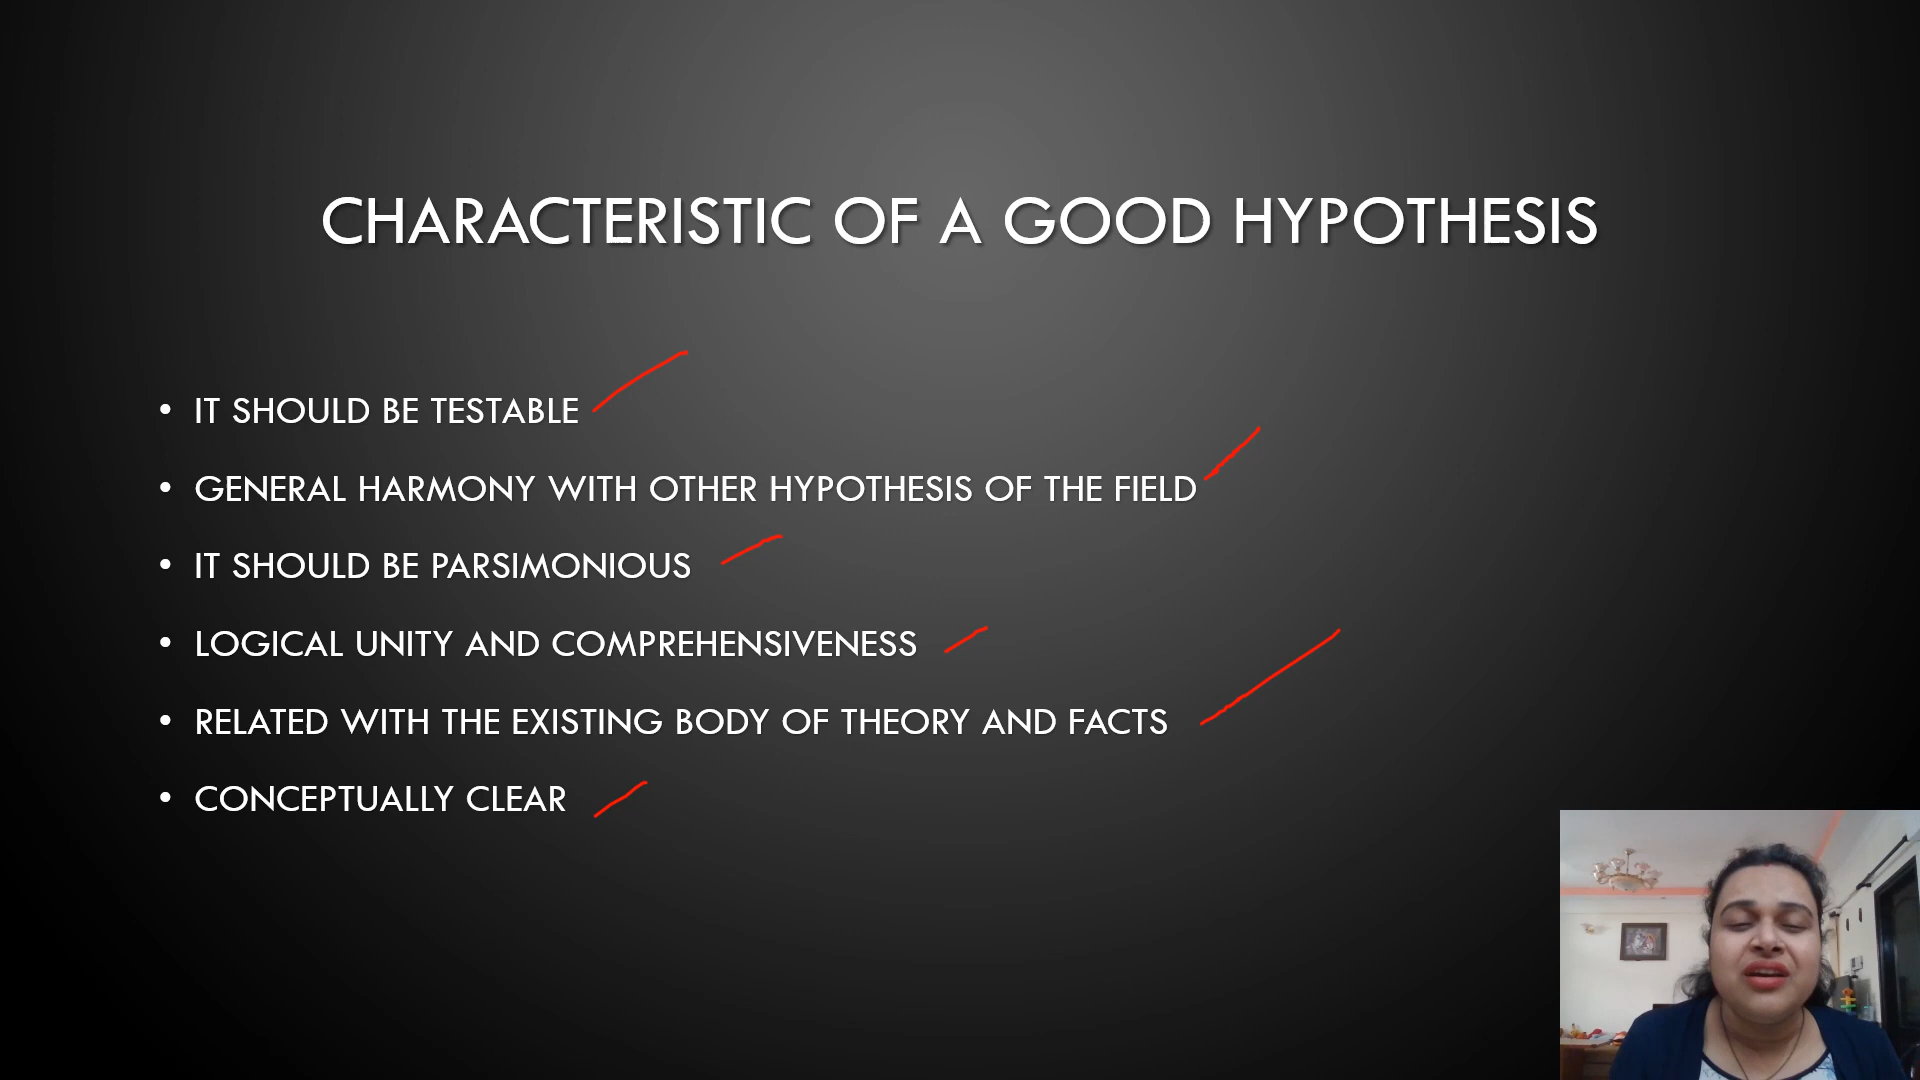 CHARACTERISTIC OF A GOOD HYPOTHESIS
• IT SHOULD BE TESTABLE
• GENERAL HARMONY WITH OTHER HYPOTHESIS OF THE FIELD
• IT SHOULD BE PARSIMONIOUS
• LOGICAL UNITY AND COMPREHENSIVENESS
• RELATED WITH THE EXISTING BODY OF THEORY AND FACTS
• CONCEPTUALLY CLEAR